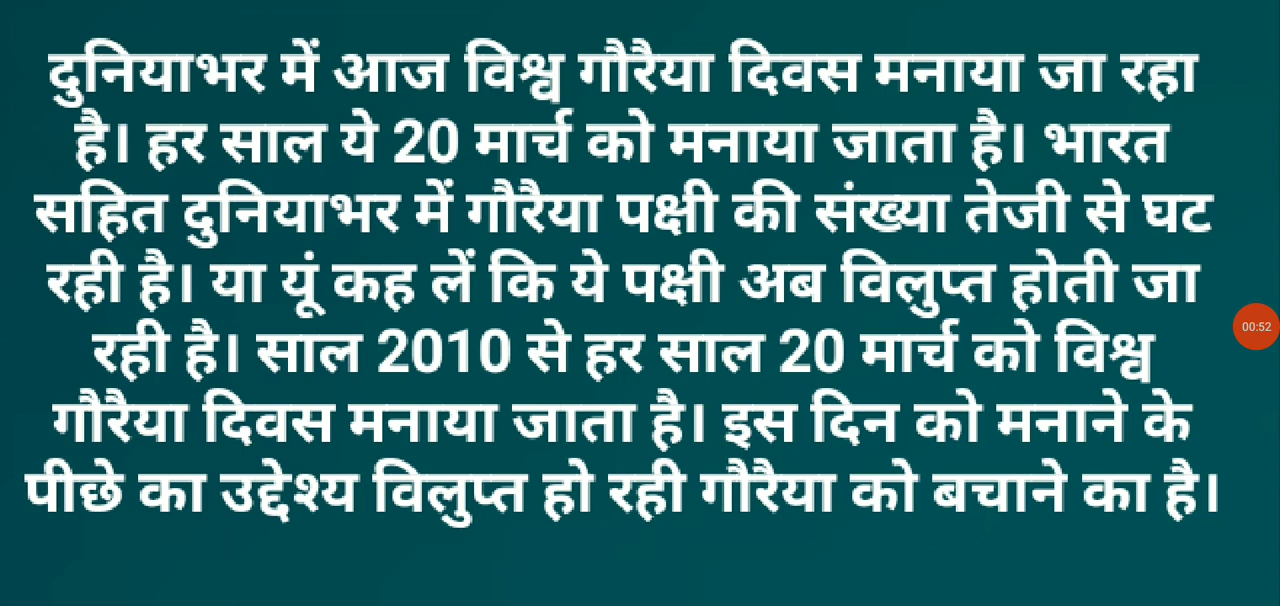 दुनियाभर में आज विश्व गौरैया दिवस मनाया जा रहा
है। हर साल ये 20 मार्च को मनाया जाता है। भारत
सहित दुनियाभर में गौरैया पक्षी की संख्या तेजी से घट
रही है। या यूं कह लें कि ये पक्षी अब विलुप्त होती जा
रही है। साल 2010 से हर साल 20 मार्च को विश्व
गौरैया दिवस मनाया जाता है। इस दिन को मनाने के
पीछे का उद्देश्य विलुप्त हो रही गौरैया को बचाने का है।
00:52